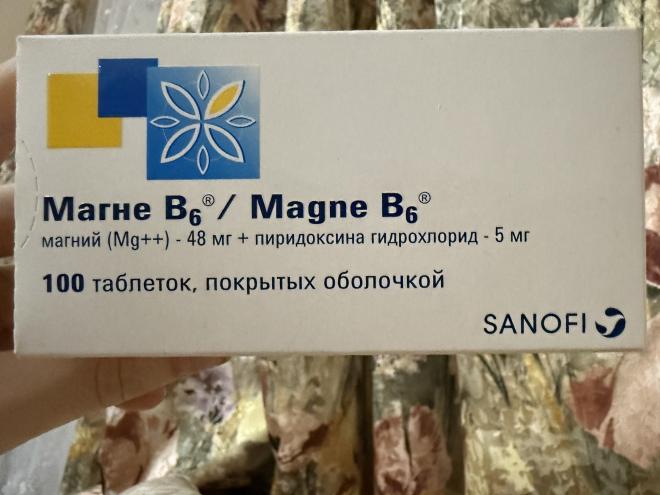 Магне B₆® / Magne B₆®
магний (Mg++) - 48 мг + пиридоксина гидрохлорид - 5 мг
100 таблеток, покрытых оболочкой
SANOFI